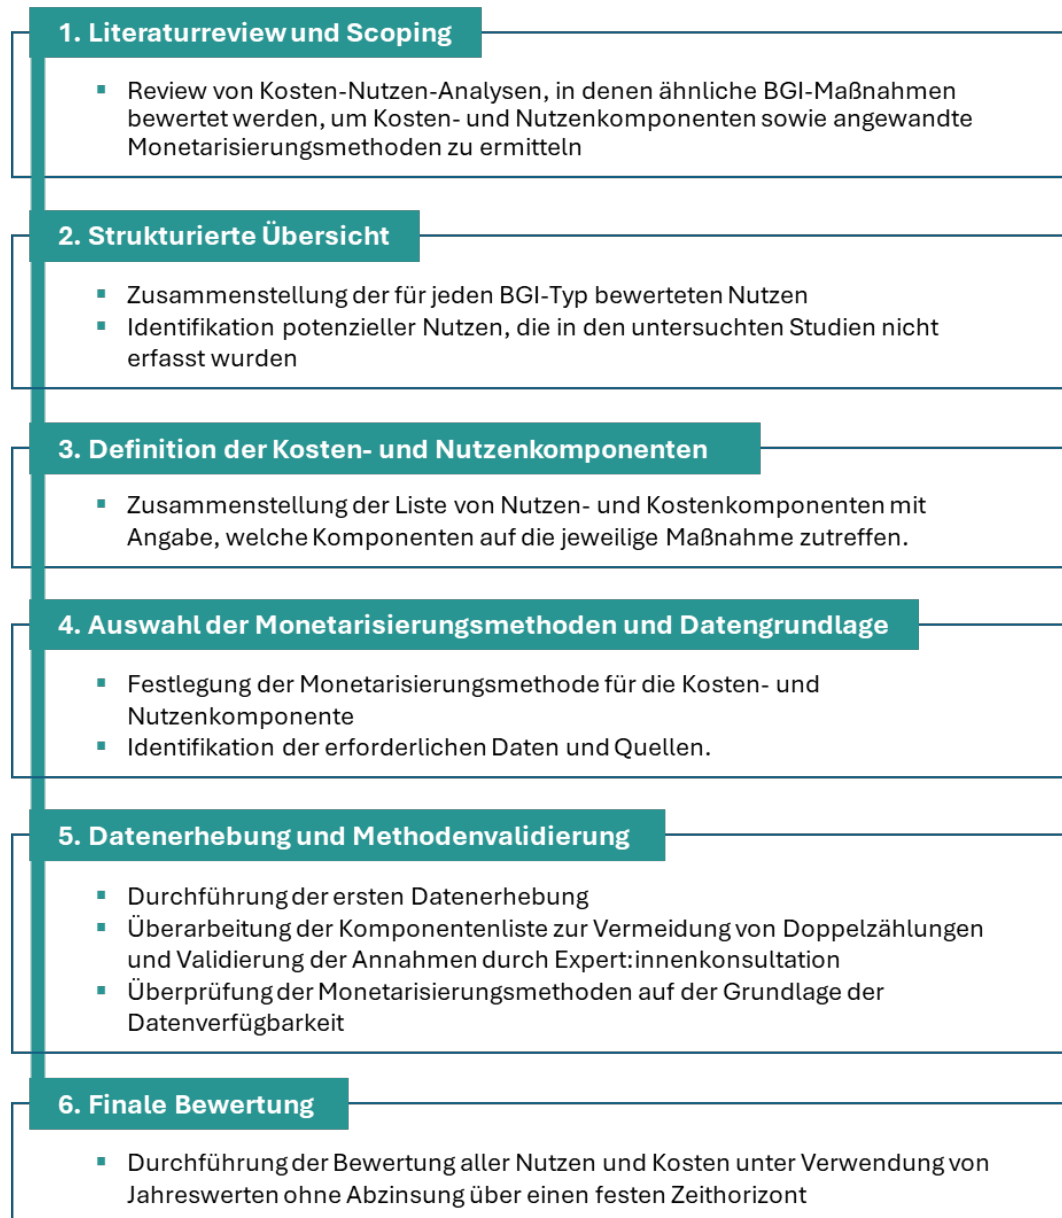 1. Literaturreview und Scoping
▪ Review von Kosten-Nutzen-Analysen, in denen ähnliche BGI-Maßnahmen
bewertet werden, um Kosten- und Nutzenkomponenten sowie angewandte
Monetarisierungsmethoden zu ermitteln
2. Strukturierte Übersicht
▪ Zusammenstellung der für jeden BGI-Typ bewerteten Nutzen
▪ Identifikation potenzieller Nutzen, die in den untersuchten Studien nicht
erfasst wurden
3. Definition der Kosten- und Nutzenkomponenten
▪ Zusammenstellung der Liste von Nutzen- und Kostenkomponenten mit
Angabe, welche Komponenten auf die jeweilige Maßnahme zutreffen.
4. Auswahl der Monetarisierungsmethoden und Datengrundlage
▪ Festlegung der Monetarisierungsmethode für die Kosten- und
Nutzenkomponente
▪ Identifikation der erforderlichen Daten und Quellen.
5. Datenerhebung und Methodenvalidierung
▪ Durchführung der ersten Datenerhebung
▪ Überarbeitung der Komponentenliste zur Vermeidung von Doppelzählungen
und Validierung der Annahmen durch Expert:innenkonsultation
▪ Überprüfung der Monetarisierungsmethoden auf der Grundlage der
Datenverfügbarkeit
6. Finale Bewertung
▪ Durchführung der Bewertung aller Nutzen und Kosten unter Verwendung von
Jahreswerten ohne Abzinsung über einen festen Zeithorizont